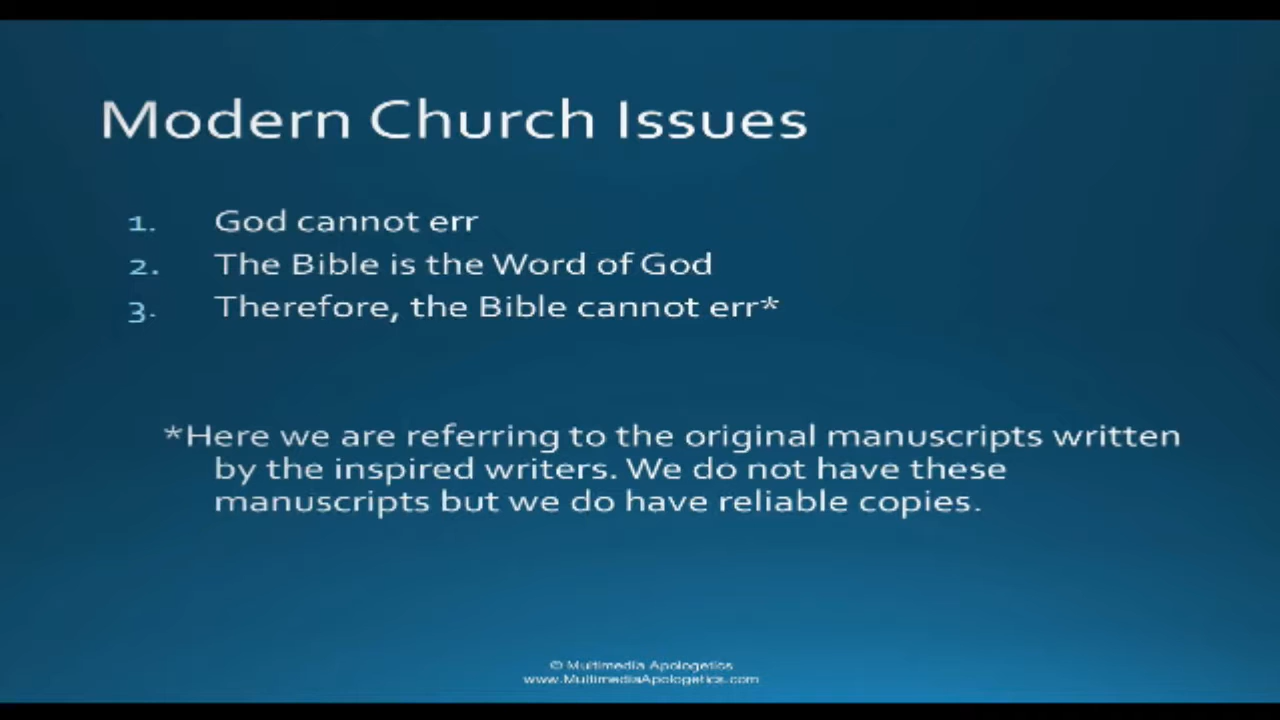 Modern Church Issues
1. God cannot err
2. The Bible is the Word of God
3. Therefore, the Bible cannot err*
*Here we are referring to the original manuscripts written
by the inspired writers. We do not have these
manuscripts but we do have reliable copies.
© Multimedia Apologetics
www.MultimediaApologetics.com